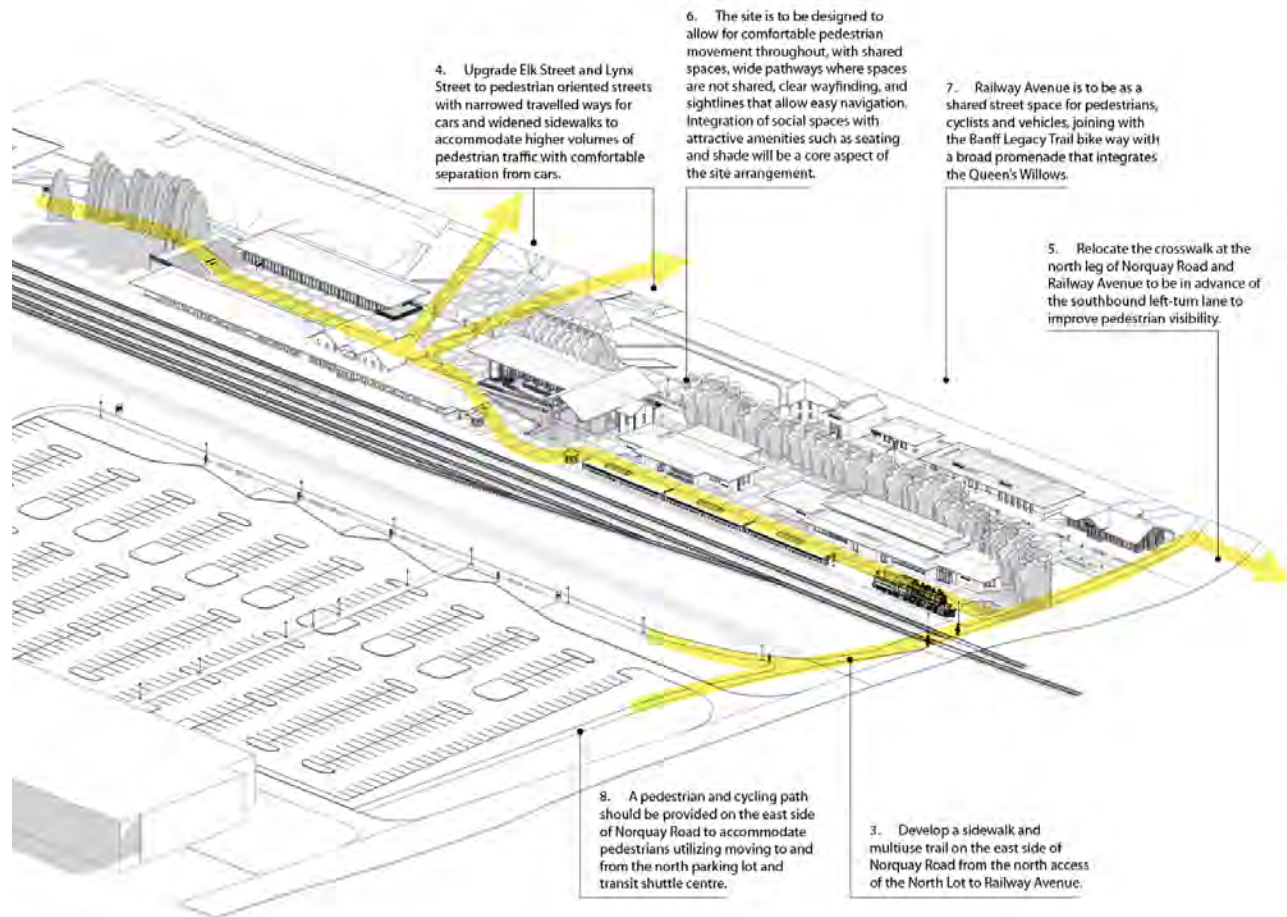 6. The site is to be designed to
allow for comfortable pedestrian
movement throughout, with shared
spaces, wide pathways where spaces
are not shared, clear wayfinding, and
sightlines that allow easy navigation.
Integration of social spaces with
attractive amenities such as seating
and shade will be a core aspect of
the site arrangement.
4. Upgrade Elk Street and Lynx
Street to pedestrian oriented streets
with narrowed travelled ways for
cars and widened sidewalks to
accommodate higher volumes of
pedestrian traffic with comfortable
separation from cars.
7. Railway Avenue is to be as a
shared street space for pedestrians,
cyclists and vehicles, joining with
the Banff Legacy Trail bike way with
a broad promenade that integrates
the Queen's Willows.
5. Relocate the crosswalk at the
north leg of Norquay Road and
Railway Avenue to be in advance of
the southbound left-turn lane to
improve pedestrian visibility.
8. A pedestrian and cycling path
should be provided on the east side
of Norquay Road to accommodate
pedestrians utilizing moving to and
from the north parking lot and
transit shuttle centre.
3. Develop a sidewalk and
multiuse trail on the east side of
Norquay Road from the north access
of the North Lot to Railway Avenue.